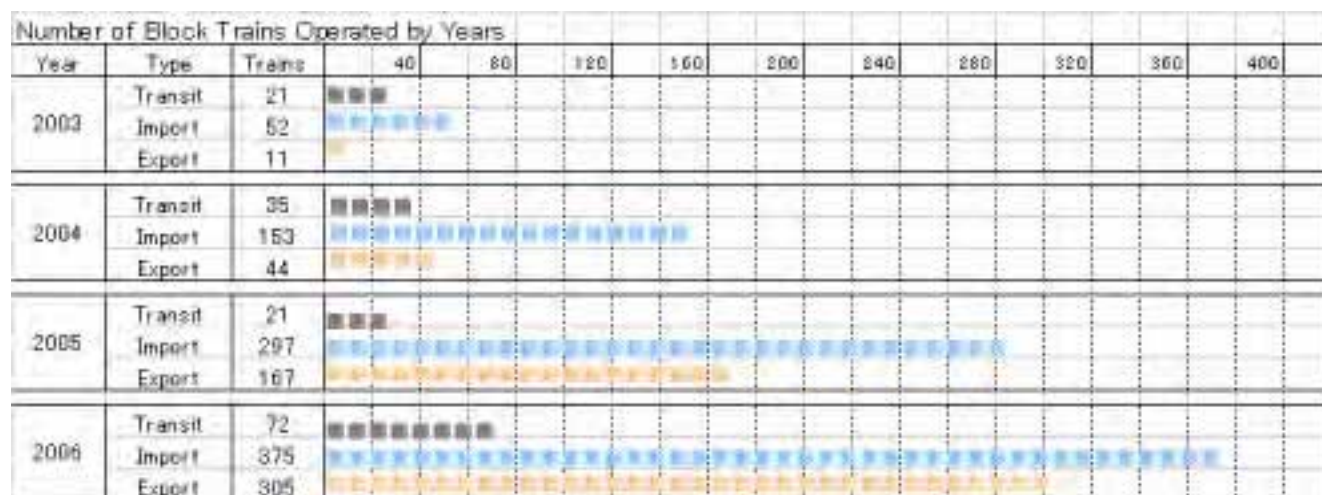 Number of Block Trains Operated by Years
Year Type Trains 40 80 120 160 200 240 280 320 360 400
Transit 21
2003 Import 52
Export 11
Transit 35
2004 Import 153
Export 44
Transit 21
2005 Import 297
Export 167
Transit 72
2006 Import 375
Export 305